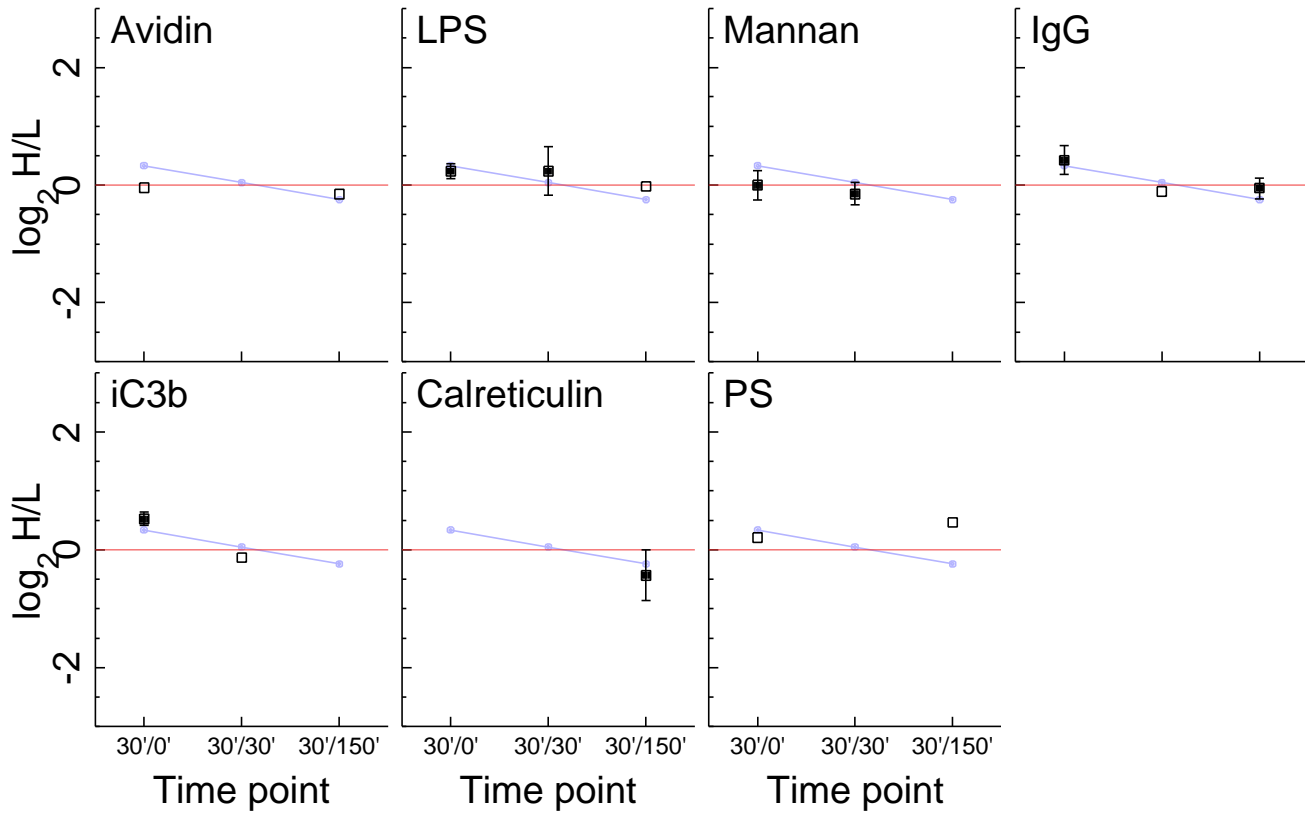 Avidin
LPS
Mannan
IgG
2
0
-2
log2 H/L
iC3b
Calreticulin
PS
2
0
-2
log2 H/L
30'/0' 30'/30' 30'/150'
30'/0' 30'/30' 30'/150'
30'/0' 30'/30' 30'/150'
Time point
Time point
Time point